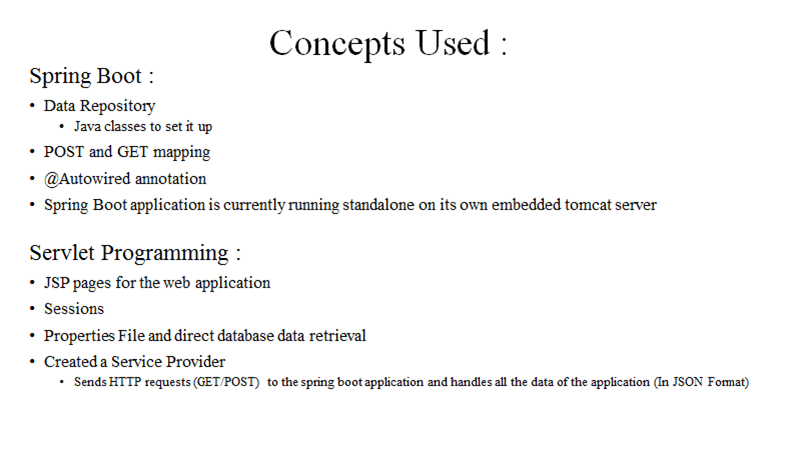 Concepts Used :
Spring Boot :
• Data Repository
• Java classes to set it up
• POST and GET mapping
• @Autowired annotation
• Spring Boot application is currently running standalone on its own embedded tomcat server
Servlet Programming :
• JSP pages for the web application
• Sessions
• Properties File and direct database data retrieval
• Created a Service Provider
• Sends HTTP requests (GET/POST) to the spring boot application and handles all the data of the application (In JSON Format)